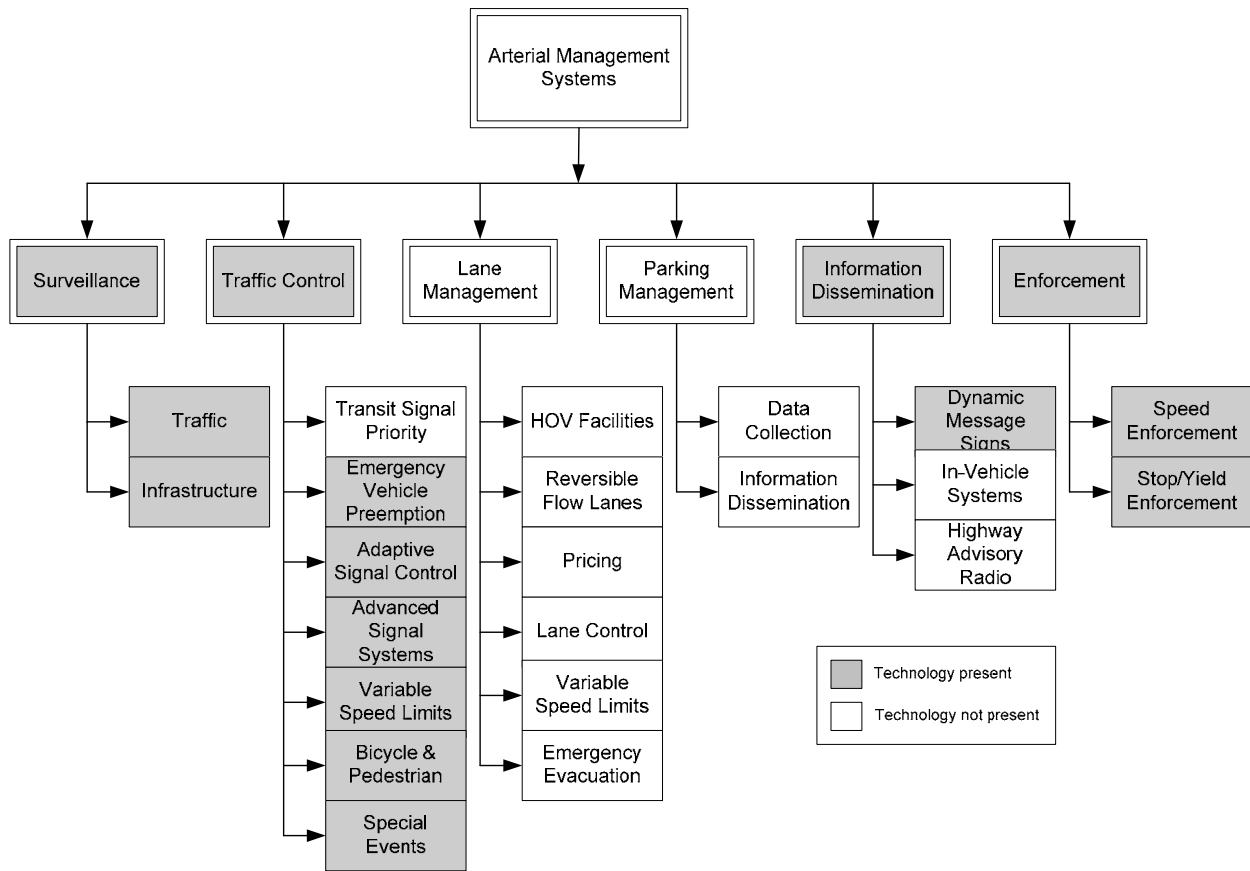 Arterial Management
Systems
Surveillance
Traffic Control
Lane
Management
Parking
Management
Information
Dissemination
Enforcement
Traffic
Infrastructure
Transit Signal
Priority
Emergency
Vehicle
Preemption
Adaptive
Signal Control
Advanced
Signal
Systems
Variable
Speed Limits
Bicycle &
Pedestrian
Special
Events
HOV Facilities
Reversible
Flow Lanes
Pricing
Lane Control
Variable
Speed Limits
Emergency
Evacuation
Data
Collection
Information
Dissemination
Dynamic
Message
Signs
In-Vehicle
Systems
Highway
Advisory
Radio
Speed
Enforcement
Stop/Yield
Enforcement
Technology present
Technology not present